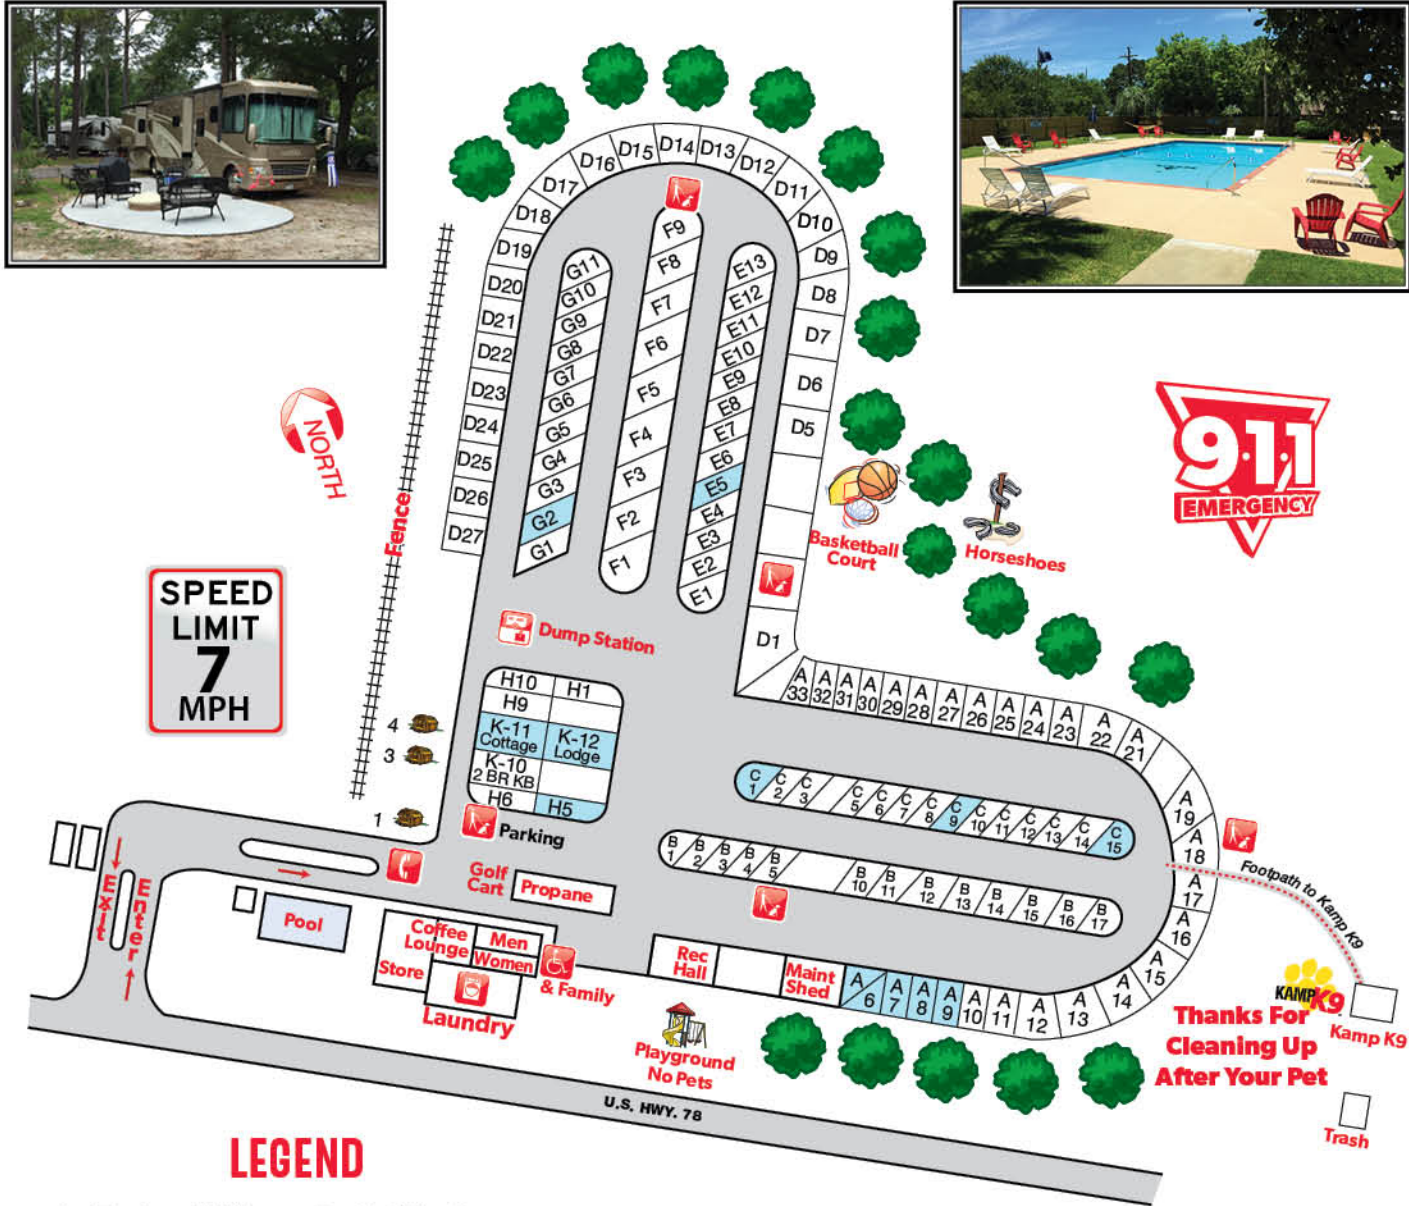 D14
D15
D13
D16
D12
D17
D11
D18
D10
D19
D9
D20
D8
D21
D7
D22
D6
D23
D5
D24
D25
D26
D27
D1
G11
G10
G9
G8
G7
G6
G5
G4
G3
G2
G1
F9
F8
F7
F6
F5
F4
F3
F2
F1
E13
E12
E11
E10
E9
E8
E7
E6
E5
E4
E3
E2
E1
NORTH
Fence
9·1·1
EMERGENCY
Basketball
Court
Horseshoes
SPEED
LIMIT
7
MPH
Dump Station
H10
H1
H9
K-11
Cottage
K-12
Lodge
K-10
2 BR KB
H6
H5
4
3
1
Parking
A 33
A 32
A 31
A 30
A 29
A 28
A 27
A 26
A 25
A 24
A 23
A 22
A 21
A 19
A 18
A 17
A 16
A 15
A 14
A 13
A 12
A 11
A 10
A 9
A 8
A 7
A 6
C 1
C 2
C 3
C 5
C 6
C 7
C 8
C 9
C 10
C 11
C 12
C 13
C 14
C 15
B 1
B 2
B 3
B 4
B 5
B 10
B 11
B 12
B 13
B 14
B 15
B 16
B 17
Footpath to Kamp K9
Exit
Enter
Golf
Cart
Propane
Pool
Coffee
Lounge
Men
Women
& Family
Store
Laundry
Rec
Hall
Maint
Shed
Playground
No Pets
KAMP K9
Kamp K9
Thanks For
Cleaning Up
After Your Pet
Trash
U.S. HWY. 78
LEGEND